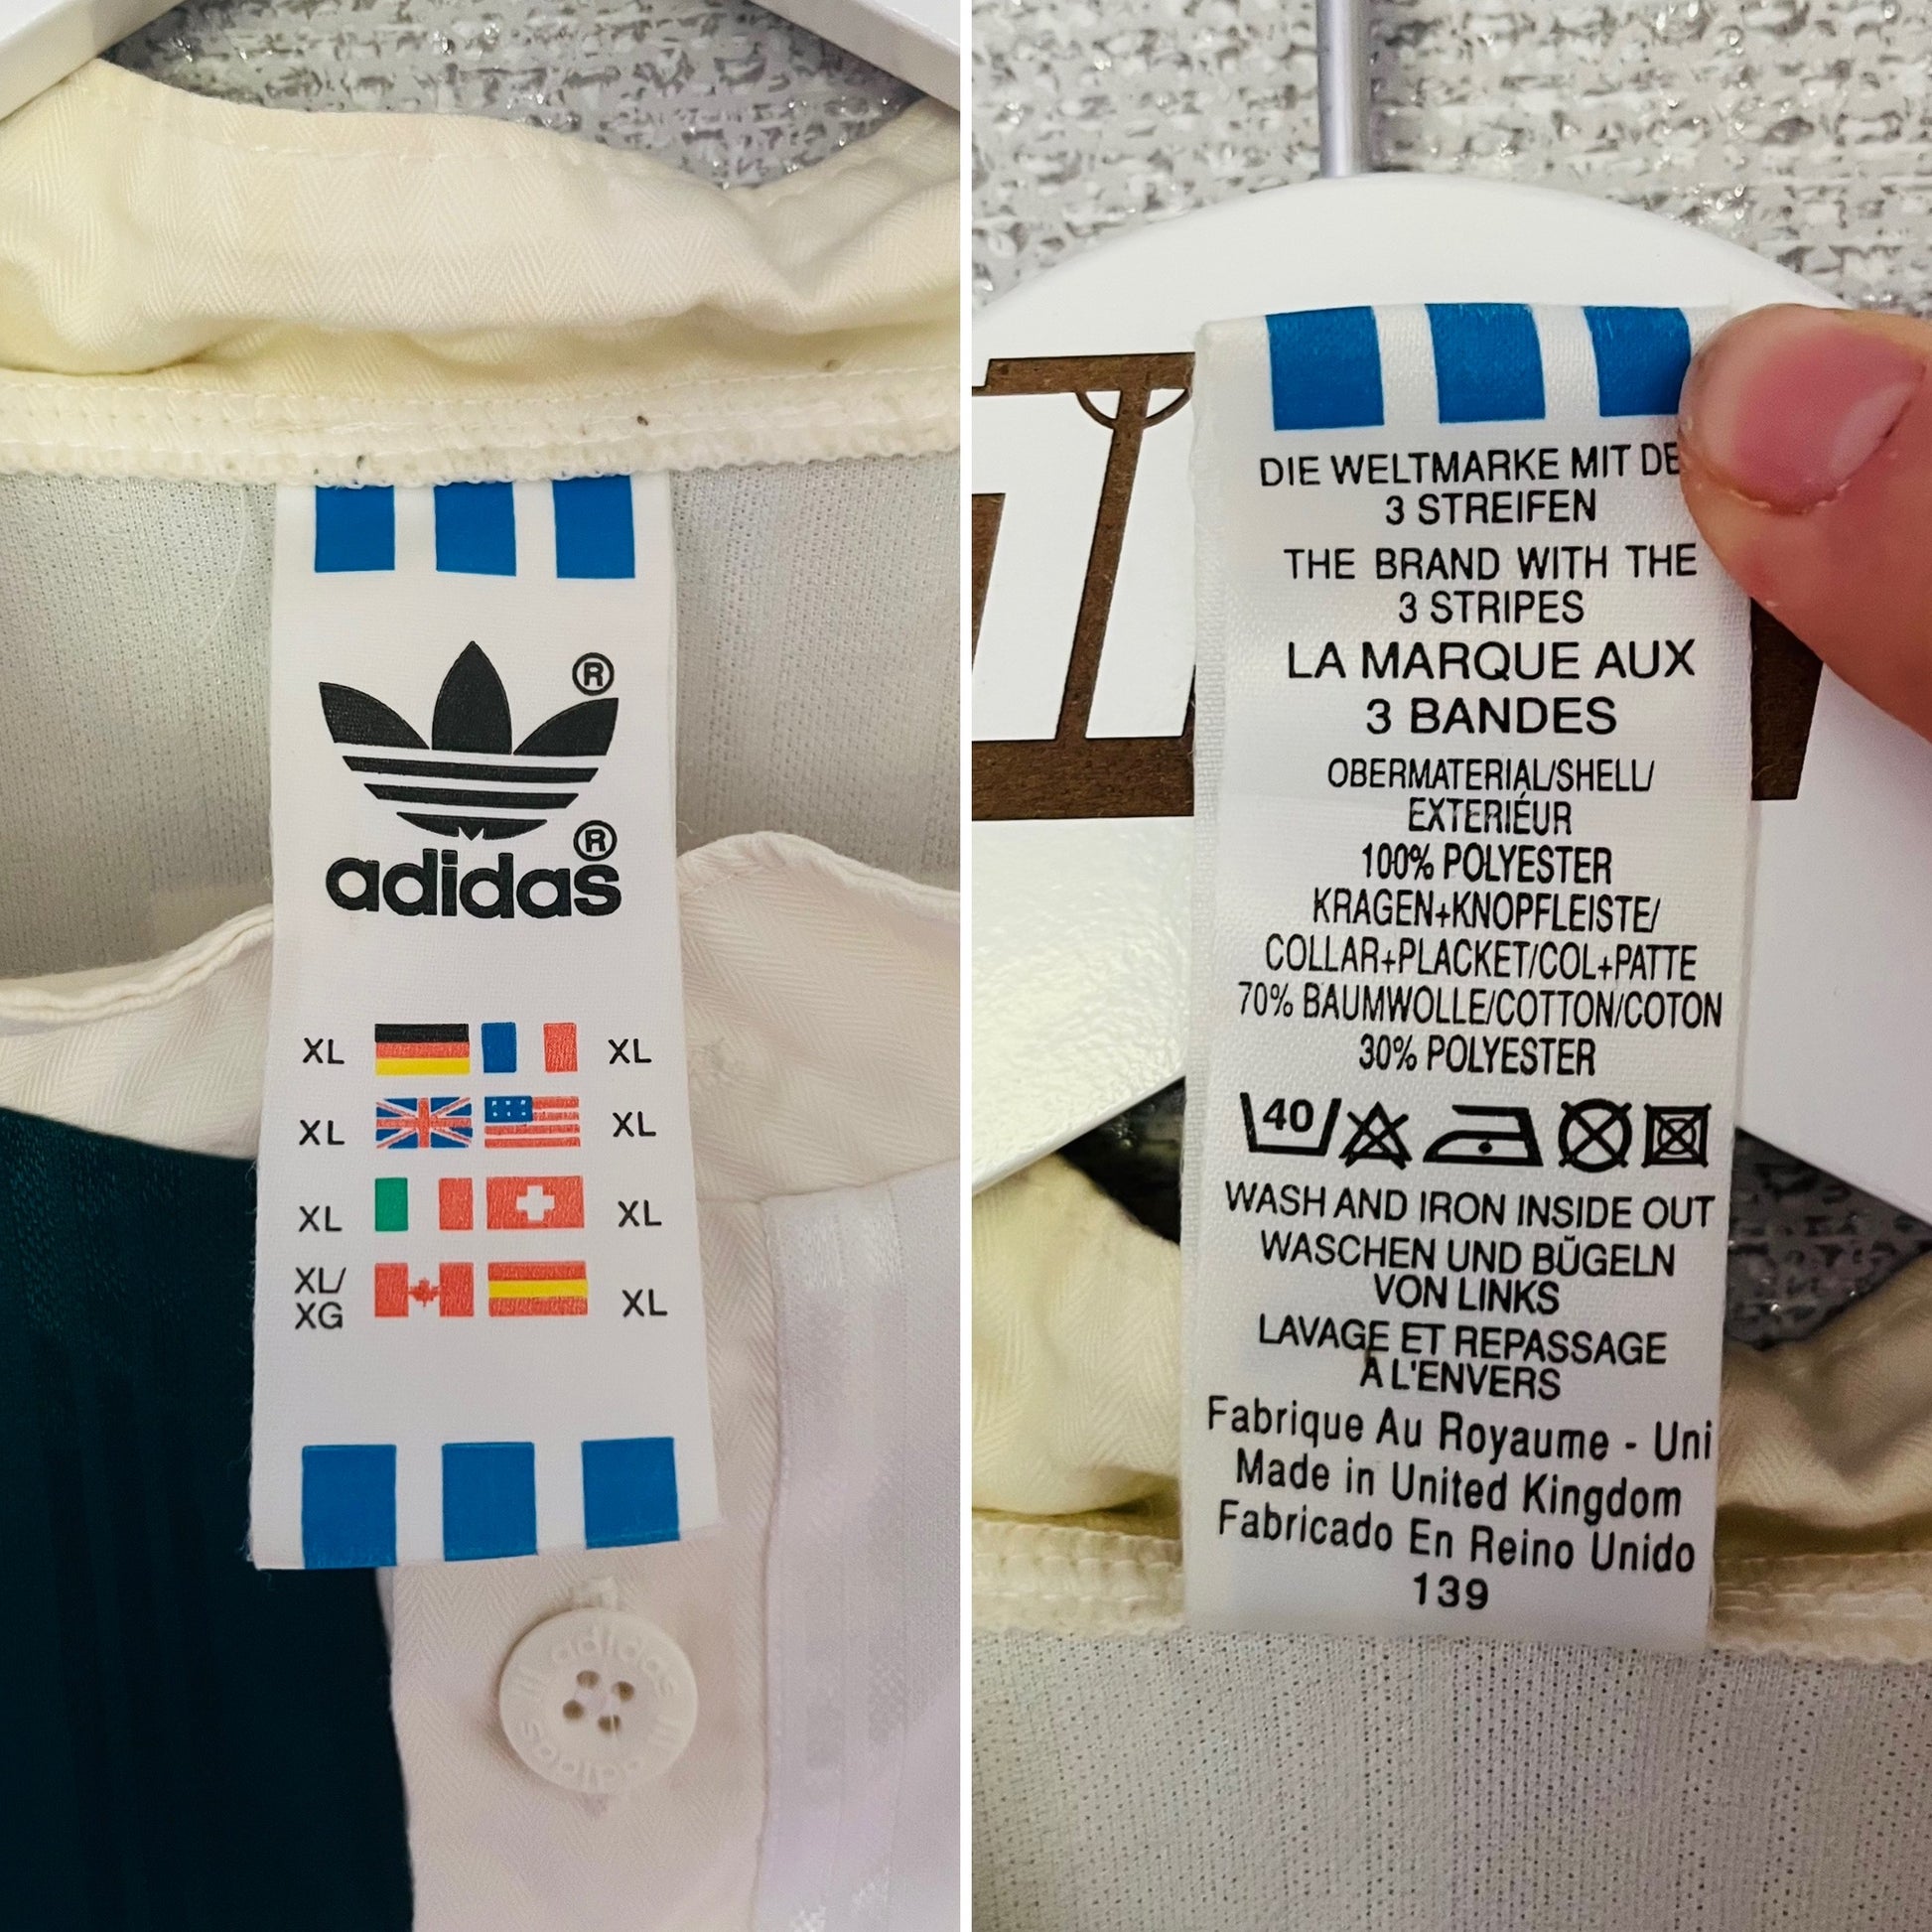 ®
®
adidas
XL XL
XL XL
XL XL
XL/
XG XL
adidas
adidas
DIE WELTMARKE MIT DE
3 STREIFEN
THE BRAND WITH THE
3 STRIPES
LA MARQUE AUX
3 BANDES
OBERMATERIAL/SHELL/
EXTERIÉUR
100% POLYESTER
KRAGEN+KNOPFLEISTE/
COLLAR+PLACKET/COL+PATTE
70% BAUMWOLLE/COTTON/COTON
30% POLYESTER
40
WASH AND IRON INSIDE OUT
WASCHEN UND BÜGELN
VON LINKS
LAVAGE ET REPASSAGE
A L'ENVERS
Fabrique Au Royaume - Uni
Made in United Kingdom
Fabricado En Reino Unido
139